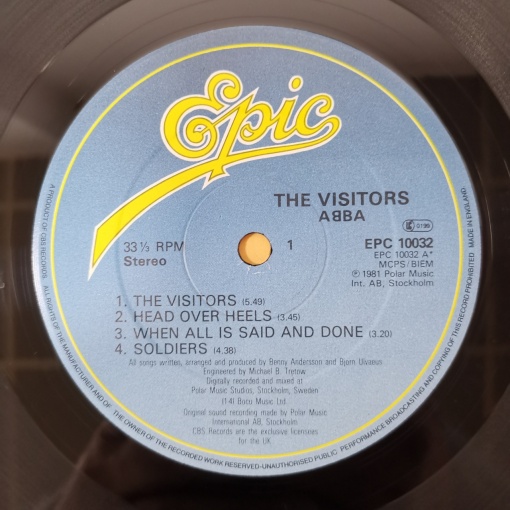 Epic
THE VISITORS
ABBA
33⅓ RPM
Stereo
1
0199
EPC 10032
EPC 10032 A*
MCPS/BIEM
℗ 1981 Polar Music
Int. AB, Stockholm
1. THE VISITORS (5.49)
2. HEAD OVER HEELS (3.45)
3. WHEN ALL IS SAID AND DONE (3.20)
4. SOLDIERS (4.38)
All songs written, arranged and produced by Benny Andersson and Bjorn Ulvaeus
Engineered by Michael B. Tretow
Digitally recorded and mixed at
Polar Music Studios, Stockholm, Sweden
(1-4) Bocu Music Ltd.
Original sound recording made by Polar Music
International AB, Stockholm
CBS Records are the exclusive licensees
for the UK.
A PRODUCT OF CBS RECORDS. ALL RIGHTS OF THE MANUFACTURER AND OF THE OWNER OF THE RECORDED WORK RESERVED-UNAUTHORISED PUBLIC PERFORMANCE BROADCASTING AND COPYING OF THIS RECORD PROHIBITED MADE IN ENGLAND.